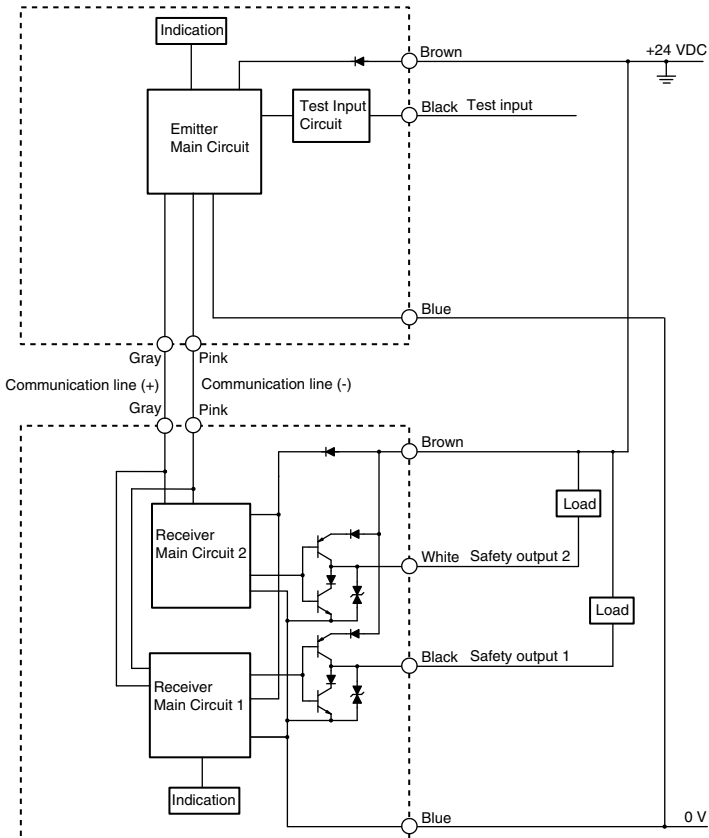 Indication
Brown
+24 VDC
Emitter
Main Circuit
Test Input
Circuit
Black
Test input
Blue
Gray
Pink
Communication line (+)
Communication line (-)
Gray
Pink
Brown
Receiver
Main Circuit 2
Load
White
Safety output 2
Load
Black
Safety output 1
Receiver
Main Circuit 1
Indication
Blue
0 V